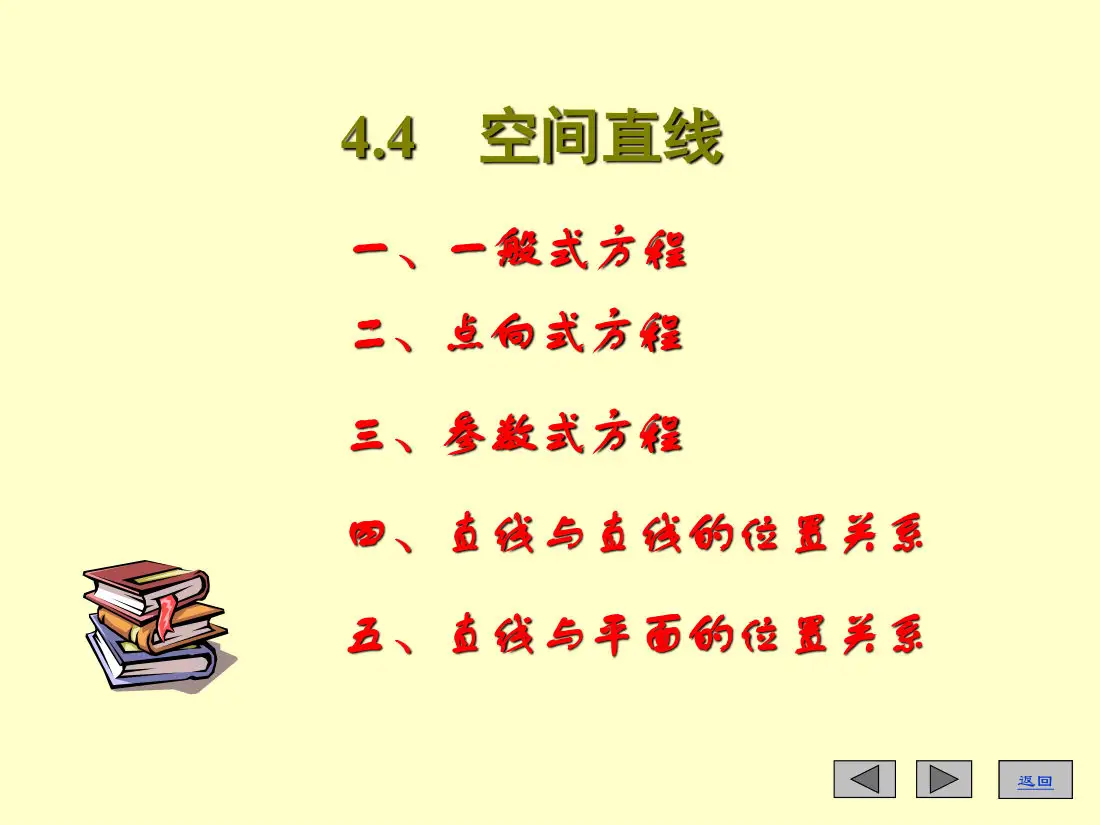 4.4 空间直线
一、一般式方程
二、点向式方程
三、参数式方程
四、直线与直线的位置关系
五、直线与平面的位置关系
返回